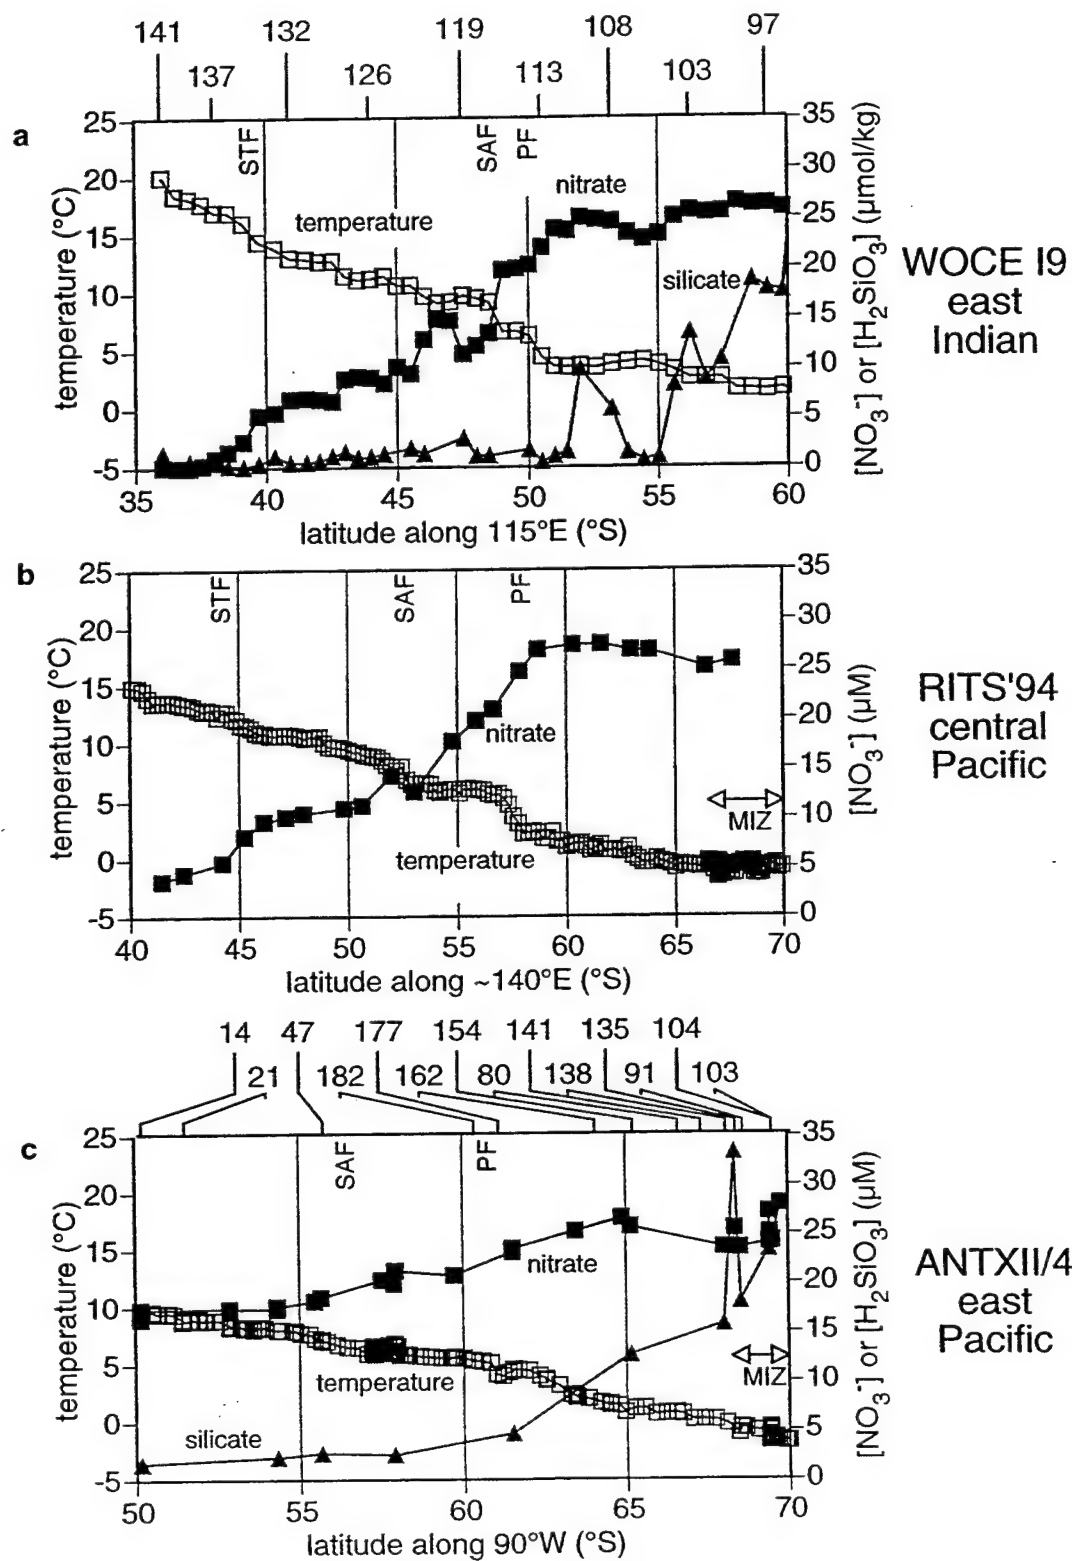 141 132 119 108 97
137 126 113 103
a
25 20 15 10 5 0 -5
temperature (°C)
STF SAF PF
temperature
nitrate
silicate
35 30 25 20 15 10 5 0
[NO₃⁻] or [H₂SiO₃] (μmol/kg)
WOCE I9
east
Indian
35 40 45 50 55 60
latitude along 115°E (°S)
b
25 20 15 10 5 0 -5
temperature (°C)
STF SAF PF
nitrate
temperature
MIZ
35 30 25 20 15 10 5 0
[NO₃⁻] (μM)
RITS'94
central
Pacific
40 45 50 55 60 65 70
latitude along ~140°E (°S)
14 47 177 154 141 135 104
21 182 162 80 138 91 103
c
25 20 15 10 5 0 -5
temperature (°C)
SAF PF
nitrate
temperature
silicate
MIZ
35 30 25 20 15 10 5 0
[NO₃⁻] or [H₂SiO₃] (μM)
ANTXII/4
east
Pacific
50 55 60 65 70
latitude along 90°W (°S)